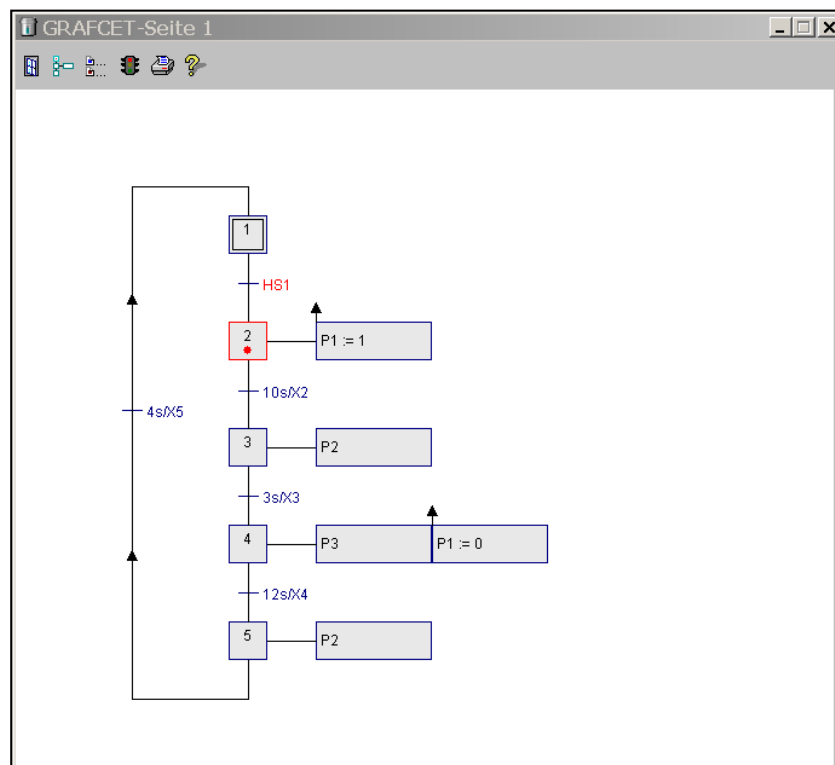 GRAFCET-Seite 1
1
HS1
2
P1 := 1
10s/X2
4s/X5
3
P2
3s/X3
4
P3
P1 := 0
12s/X4
5
P2